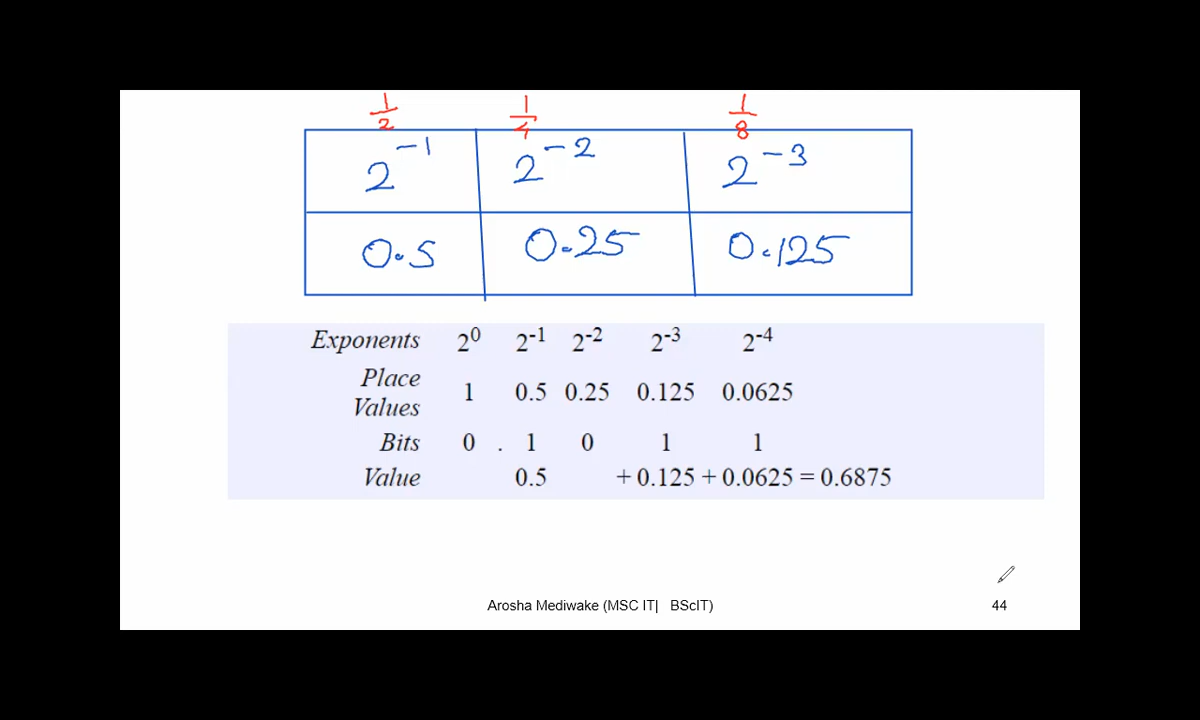 1/2 1/4 1/8
2⁻¹ 2⁻² 2⁻³
0.5 0.25 0.125
Exponents 2⁰ 2⁻¹ 2⁻² 2⁻³ 2⁻⁴
Place
Values 1 0.5 0.25 0.125 0.0625
Bits 0 . 1 0 1 1
Value 0.5 + 0.125 + 0.0625 = 0.6875
Arosha Mediwake (MSC IT| BScIT) 44